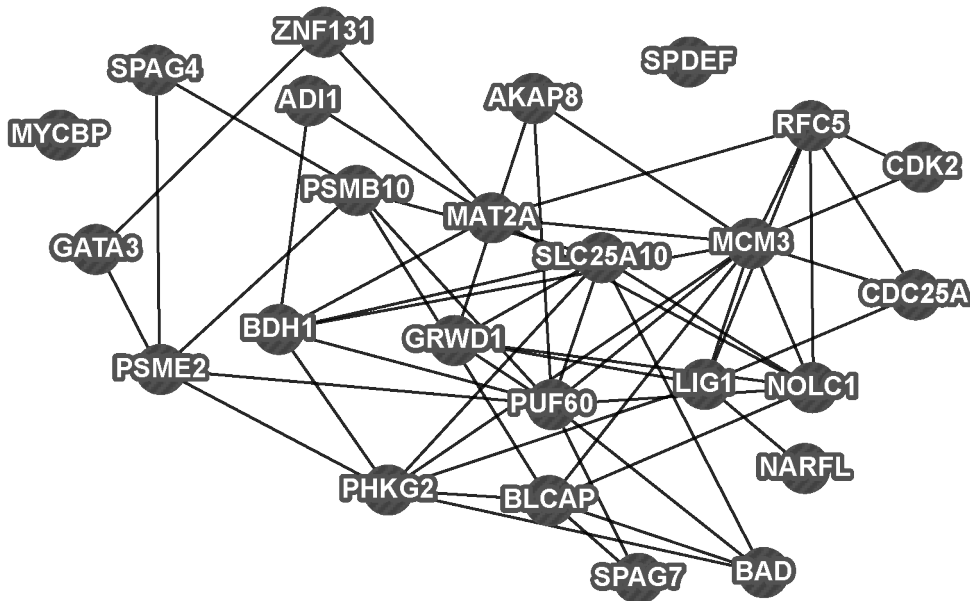 ZNF131
SPDEF
SPAG4
ADI1
AKAP8
MYCBP
RFC5
CDK2
PSMB10
MAT2A
GATA3
SLC25A10
MCM3
CDC25A
BDH1
GRWD1
PSME2
LIG1
NOLC1
PUF60
NARFL
PHKG2
BLCAP
SPAG7
BAD